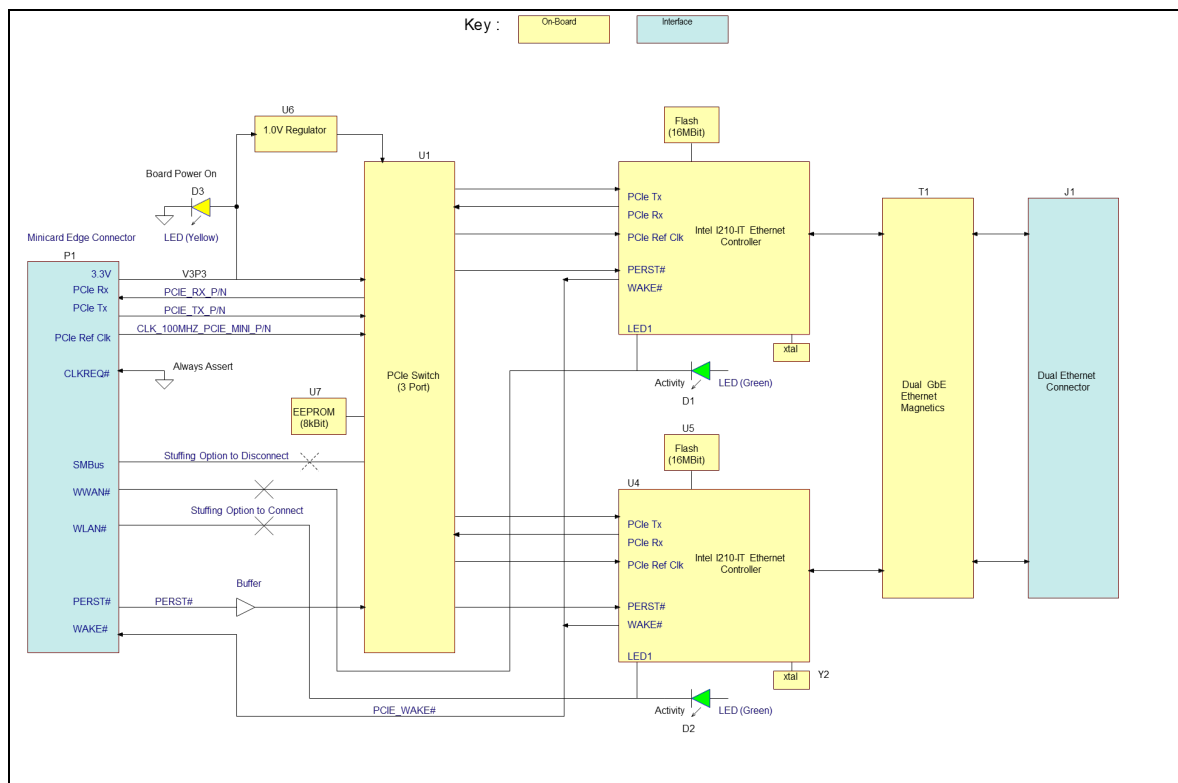 Key :
On-Board
Interface
U6
1.0V Regulator
Flash
(16MBit)
U1
Board Power On
D3
LED (Yellow)
Minicard Edge Connector
P1
3.3V
V3P3
PCIe Rx
PCIE_RX_P/N
PCIe Tx
PCIE_TX_P/N
PCIe Ref Clk
CLK_100MHZ_PCIE_MINI_P/N
CLKREQ#
Always Assert
U7
EEPROM
(8kBit)
SMBus
Stuffing Option to Disconnect
WWAN#
Stuffing Option to Connect
WLAN#
Buffer
PERST#
PERST#
WAKE#
PCIE_WAKE#
PCIe Switch
(3 Port)
PCIe Tx
PCIe Rx
PCIe Ref Clk
Intel I210-IT Ethernet
Controller
PERST#
WAKE#
LED1
xtal
Activity
LED (Green)
D1
U5
Flash
(16MBit)
U4
PCIe Tx
PCIe Rx
PCIe Ref Clk
Intel I210-IT Ethernet
Controller
PERST#
WAKE#
LED1
xtal
Y2
Activity
LED (Green)
D2
T1
Dual GbE
Ethernet
Magnetics
J1
Dual Ethernet
Connector